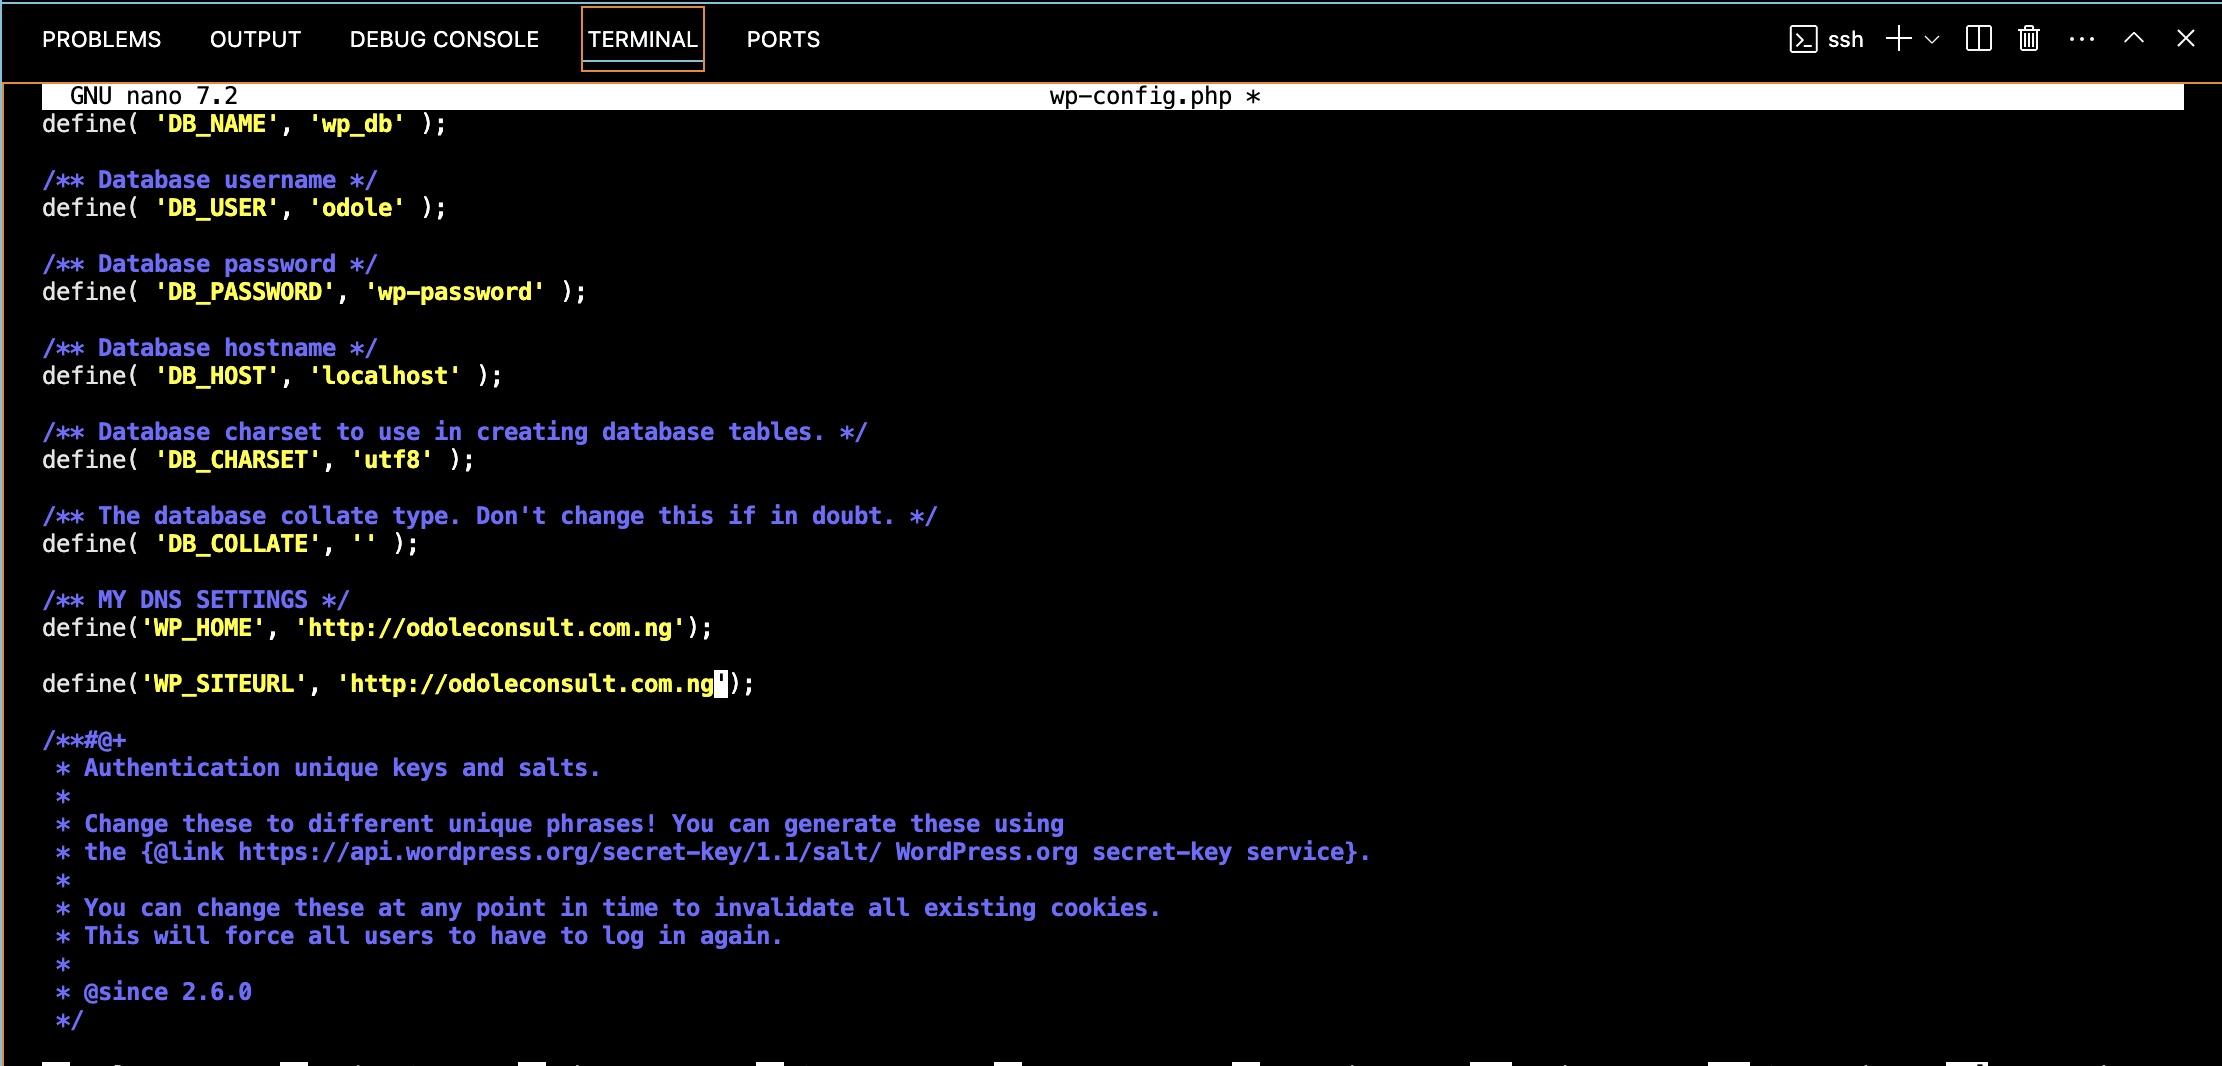 PROBLEMS OUTPUT DEBUG CONSOLE TERMINAL PORTS ssh
GNU nano 7.2 wp-config.php *
define( 'DB_NAME', 'wp_db' );
/** Database username */
define( 'DB_USER', 'odole' );
/** Database password */
define( 'DB_PASSWORD', 'wp-password' );
/** Database hostname */
define( 'DB_HOST', 'localhost' );
/** Database charset to use in creating database tables. */
define( 'DB_CHARSET', 'utf8' );
/** The database collate type. Don't change this if in doubt. */
define( 'DB_COLLATE', '' );
/** MY DNS SETTINGS */
define('WP_HOME', 'http://odoleconsult.com.ng');
define('WP_SITEURL', 'http://odoleconsult.com.ng');
/**#@+
* Authentication unique keys and salts.
*
* Change these to different unique phrases! You can generate these using
* the {@link https://api.wordpress.org/secret-key/1.1/salt/ WordPress.org secret-key service}.
*
* You can change these at any point in time to invalidate all existing cookies.
* This will force all users to have to log in again.
*
* @since 2.6.0
*/